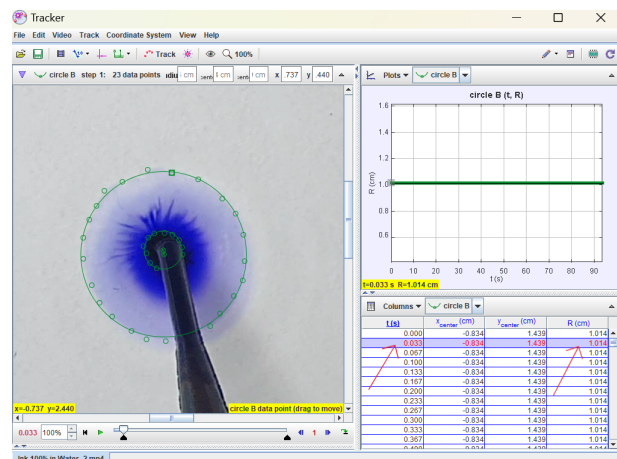 Tracker
File Edit Video Track Coordinate System View Help
Track 100%
circle B step 1: 23 data points cm cm cm x .737 y .440
Plots circle B
circle B (t, R)
R (cm)
1.6
1.4
1.2
1.0
0.8
0.6
0 10 20 30 40 50 60 70 80 90
t (s)
t=0.033 s R=1.014 cm
Columns circle B
t (s) x center (cm) y center (cm) R (cm)
0.000 -0.834 1.439 1.014
0.033 -0.834 1.439 1.014
0.067 -0.834 1.439 1.014
0.100 -0.834 1.439 1.014
0.133 -0.834 1.439 1.014
0.167 -0.834 1.439 1.014
0.200 -0.834 1.439 1.014
0.233 -0.834 1.439 1.014
0.267 -0.834 1.439 1.014
0.300 -0.834 1.439 1.014
0.333 -0.834 1.439 1.014
0.367 -0.834 1.439 1.014
x=-0.737 y=2.440 circle B data point (drag to move)
0.033 100% 1